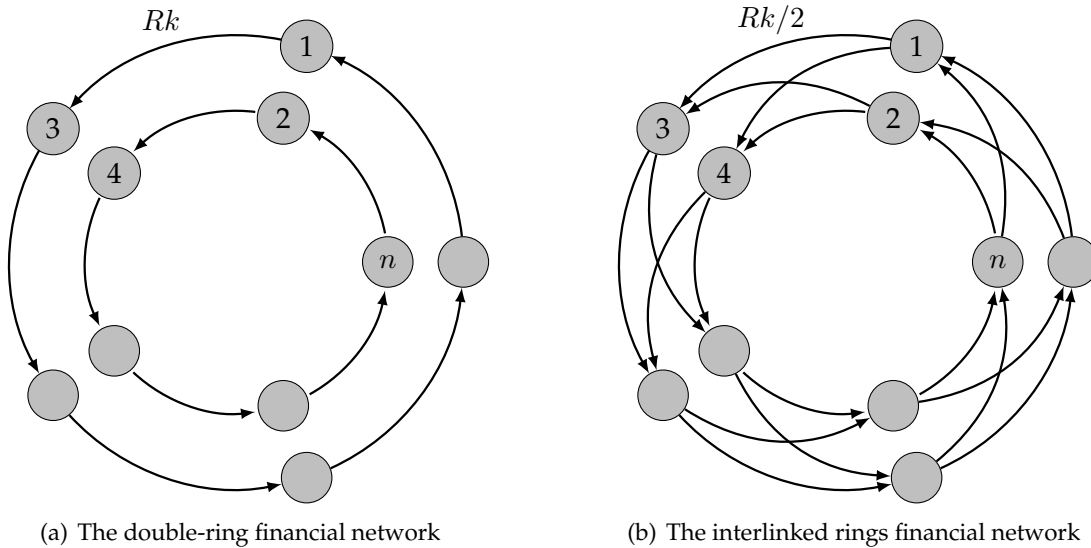 Rk
1
3
2
4
n
(a) The double-ring financial network
Rk/2
1
3
2
4
n
(b) The interlinked rings financial network